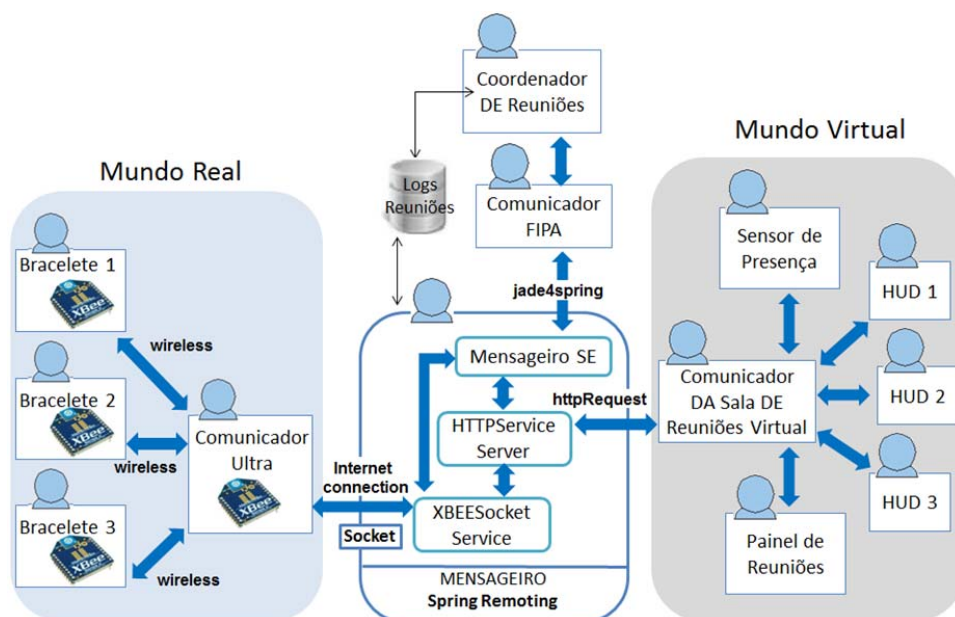 Coordenador
DE Reuniões
Mundo Virtual
Mundo Real
Logs
Reuniões
Comunicador
FIPA
Sensor de
Presença
Bracelete 1
XBee
wireless
jade4spring
HUD 1
Mensageiro SE
Bracelete 2
XBee
wireless
Comunicador
Ultra
XBee
httpRequest
HTTPService
Server
Comunicador
DA Sala DE
Reuniões Virtual
HUD 2
Internet
connection
Socket
XBEESocket
Service
Bracelete 3
XBee
wireless
HUD 3
Painel de
Reuniões
MENSAGEIRO
Spring Remoting